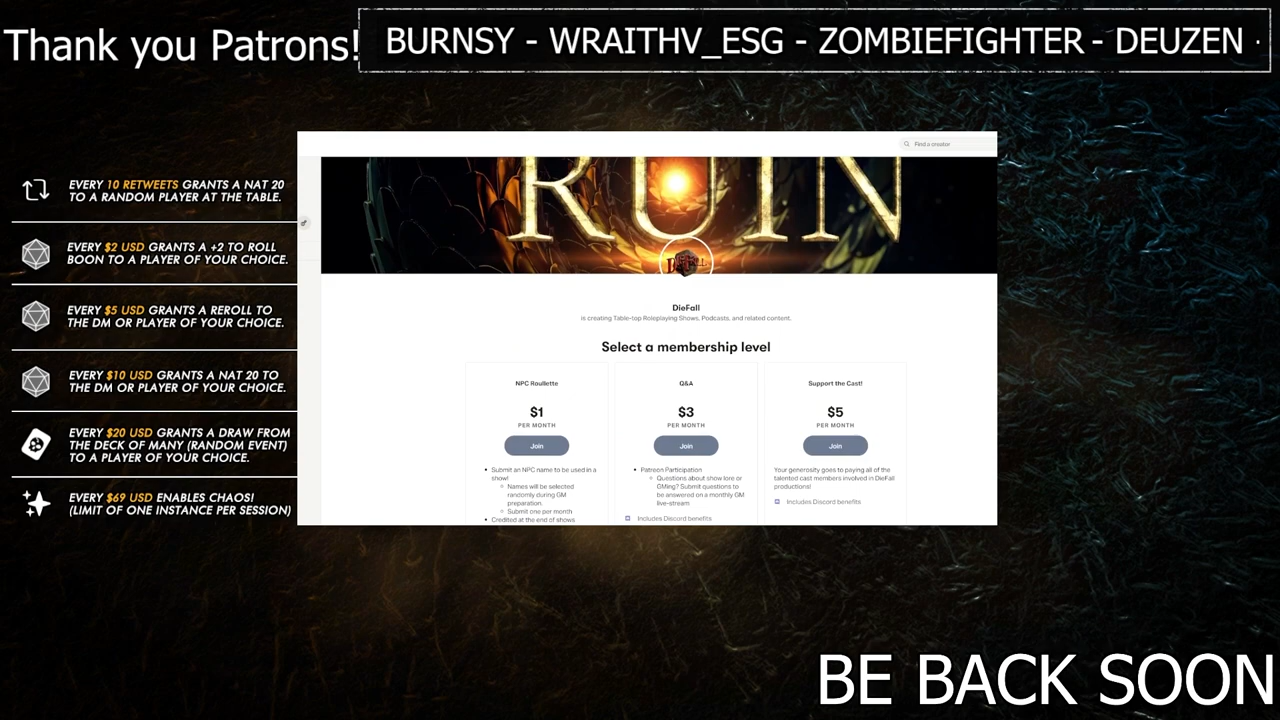 Thank you Patrons!
BURNSY - WRAITHV_ESG - ZOMBIEFIGHTER - DEUZEN -
EVERY 10 RETWEETS GRANTS A NAT 20
TO A RANDOM PLAYER AT THE TABLE.
EVERY $2 USD GRANTS A +2 TO ROLL
BOON TO A PLAYER OF YOUR CHOICE.
EVERY $5 USD GRANTS A REROLL TO
THE DM OR PLAYER OF YOUR CHOICE.
EVERY $10 USD GRANTS A NAT 20 TO
THE DM OR PLAYER OF YOUR CHOICE.
EVERY $20 USD GRANTS A DRAW FROM
THE DECK OF MANY (RANDOM EVENT)
TO A PLAYER OF YOUR CHOICE.
EVERY $69 USD ENABLES CHAOS!
(LIMIT OF ONE INSTANCE PER SESSION)
Find a creator
RUIN
DieFall
is creating Table-top Roleplaying Shows, Podcasts, and related content.
Select a membership level
NPC Roullette
$1
PER MONTH
Join
• Submit an NPC name to be used in a
show!
○ Names will be selected
randomly during GM
preparation.
○ Submit one per month
• Credited at the end of shows
Q&A
$3
PER MONTH
Join
• Patreon Participation
○ Questions about show lore or
GMing? Submit questions to
be answered on a monthly GM
live-stream
Includes Discord benefits
Support the Cast!
$5
PER MONTH
Join
Your generosity goes to paying all of the
talented cast members involved in DieFall
productions!
Includes Discord benefits
BE BACK SOON